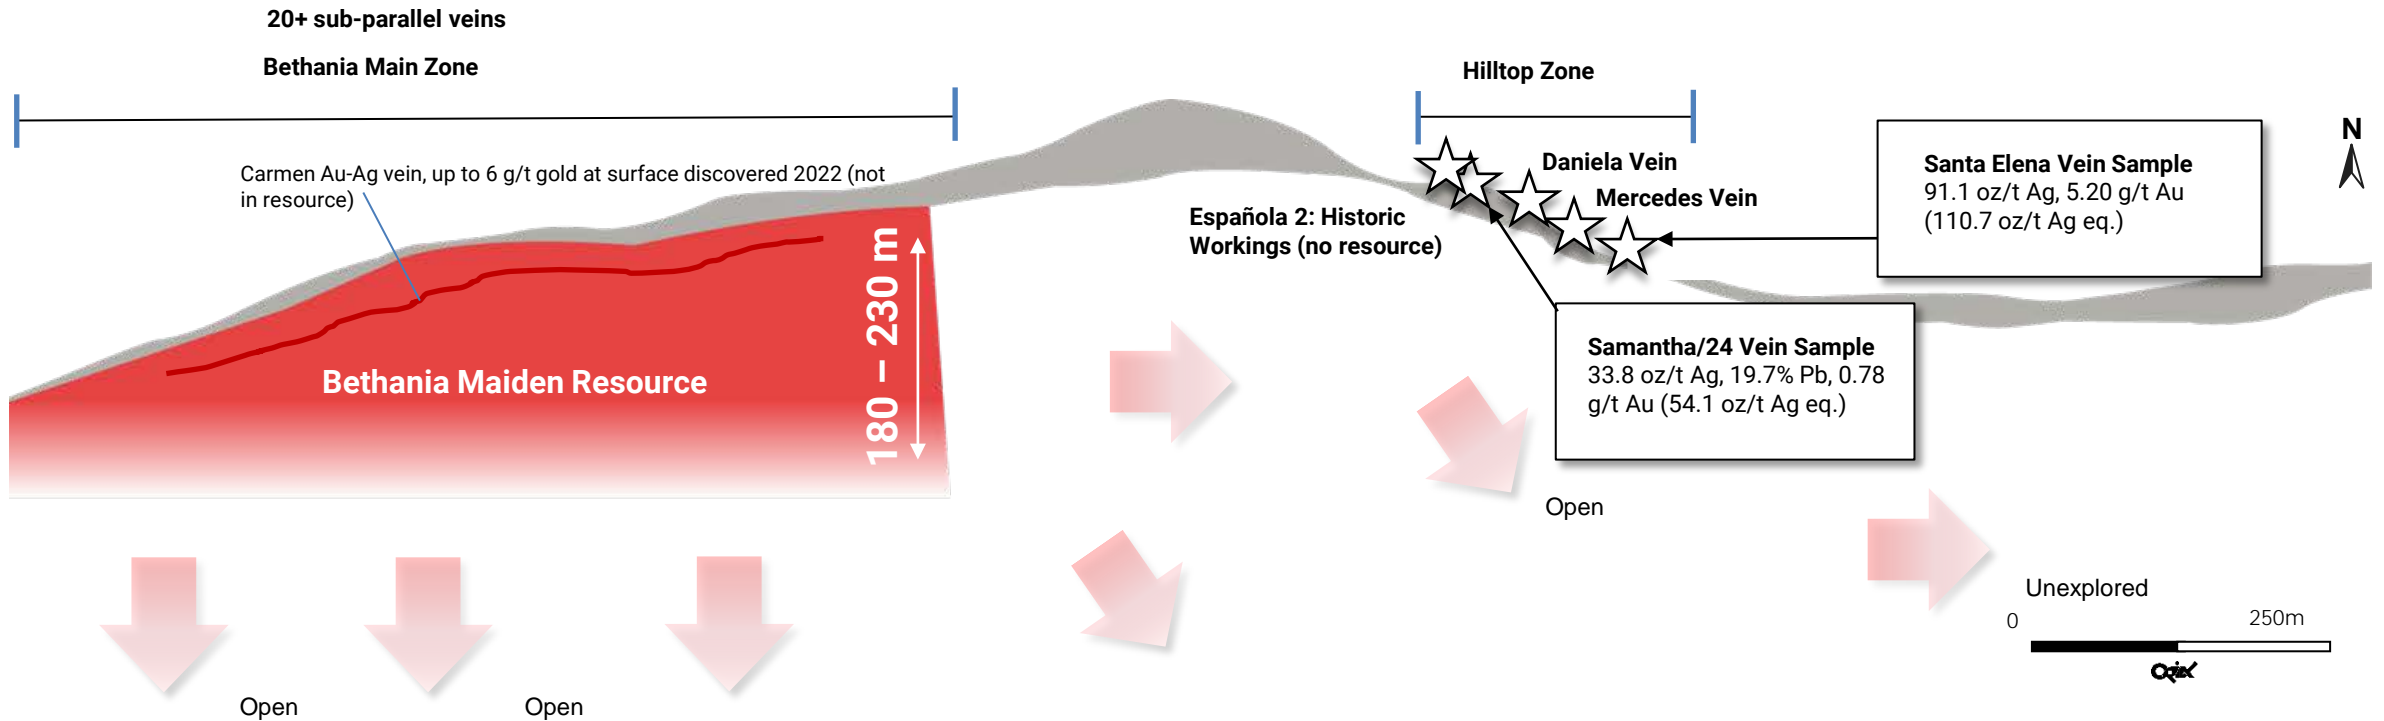 20+ sub-parallel veins
Bethania Main Zone
Hilltop Zone
N
Carmen Au-Ag vein, up to 6 g/t gold at surface discovered 2022 (not
in resource)
Daniela Vein
Mercedes Vein
Española 2: Historic
Workings (no resource)
Santa Elena Vein Sample
91.1 oz/t Ag, 5.20 g/t Au
(110.7 oz/t Ag eq.)
180 – 230 m
Bethania Maiden Resource
Samantha/24 Vein Sample
33.8 oz/t Ag, 19.7% Pb, 0.78
g/t Au (54.1 oz/t Ag eq.)
Open
Unexplored
0
250m
Open
Open